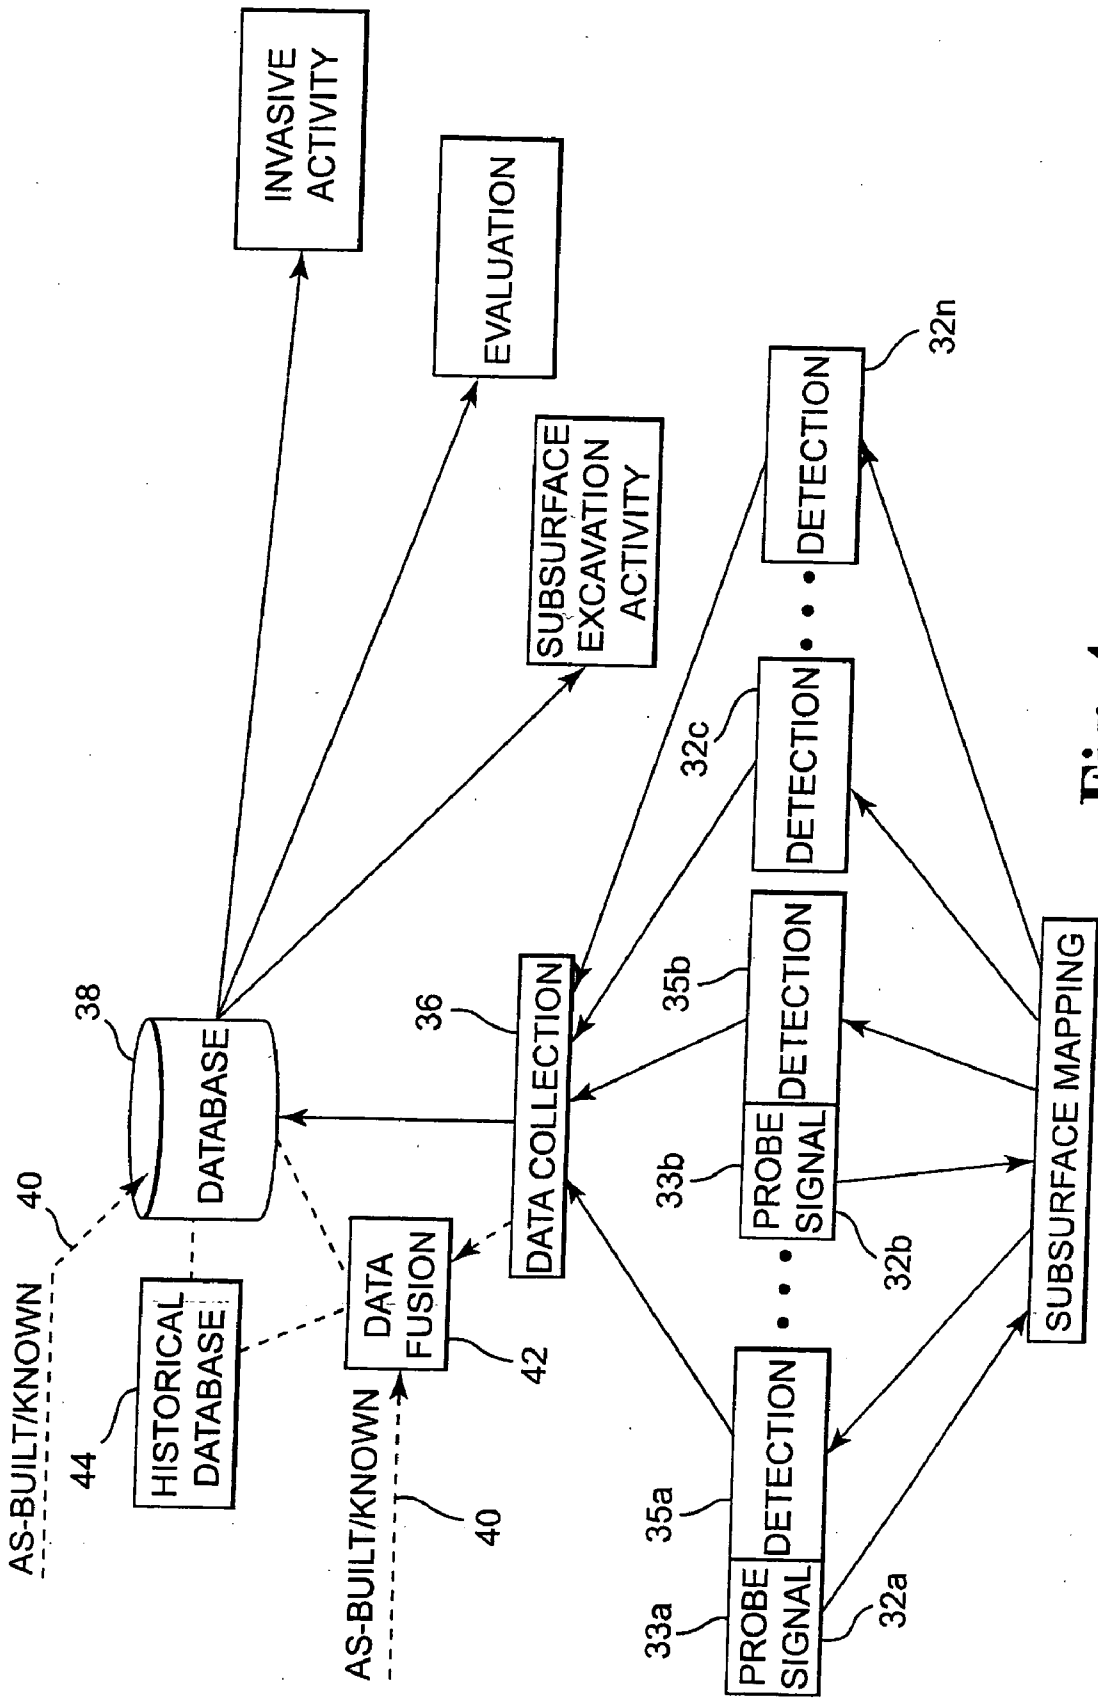 AS-BUILT/KNOWN
40
38
DATABASE
44
HISTORICAL
DATABASE
INVASIVE
ACTIVITY
AS-BUILT/KNOWN
40
DATA
FUSION
42
36
DATA COLLECTION
EVALUATION
SUBSURFACE
EXCAVATION
ACTIVITY
33a
PROBE
SIGNAL
32a
35a
DETECTION
33b
PROBE
SIGNAL
32b
35b
DETECTION
32c
DETECTION
DETECTION
32n
SUBSURFACE MAPPING